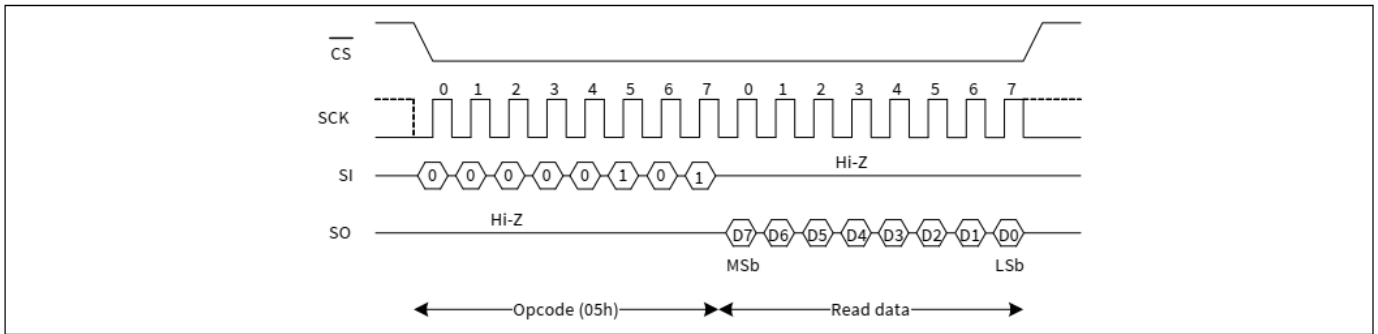 CS
0 1 2 3 4 5 6 7 0 1 2 3 4 5 6 7
SCK
Hi-Z
SI 0 0 0 0 0 1 0 1
Hi-Z
SO D7 D6 D5 D4 D3 D2 D1 D0
MSb LSb
Opcode (05h) Read data